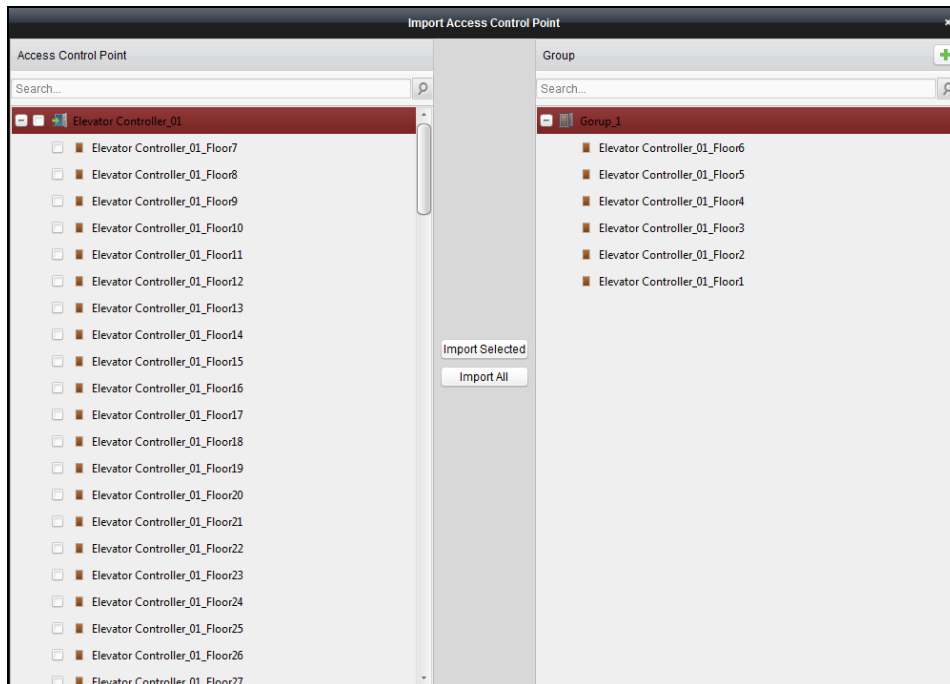 Import Access Control Point
Access Control Point
Search...
Elevator Controller_01
Elevator Controller_01_Floor7
Elevator Controller_01_Floor8
Elevator Controller_01_Floor9
Elevator Controller_01_Floor10
Elevator Controller_01_Floor11
Elevator Controller_01_Floor12
Elevator Controller_01_Floor13
Elevator Controller_01_Floor14
Elevator Controller_01_Floor15
Elevator Controller_01_Floor16
Elevator Controller_01_Floor17
Elevator Controller_01_Floor18
Elevator Controller_01_Floor19
Elevator Controller_01_Floor20
Elevator Controller_01_Floor21
Elevator Controller_01_Floor22
Elevator Controller_01_Floor23
Elevator Controller_01_Floor24
Elevator Controller_01_Floor25
Elevator Controller_01_Floor26
Elevator Controller_01_Floor27
Import Selected
Import All
Group
Search...
Gorup_1
Elevator Controller_01_Floor6
Elevator Controller_01_Floor5
Elevator Controller_01_Floor4
Elevator Controller_01_Floor3
Elevator Controller_01_Floor2
Elevator Controller_01_Floor1